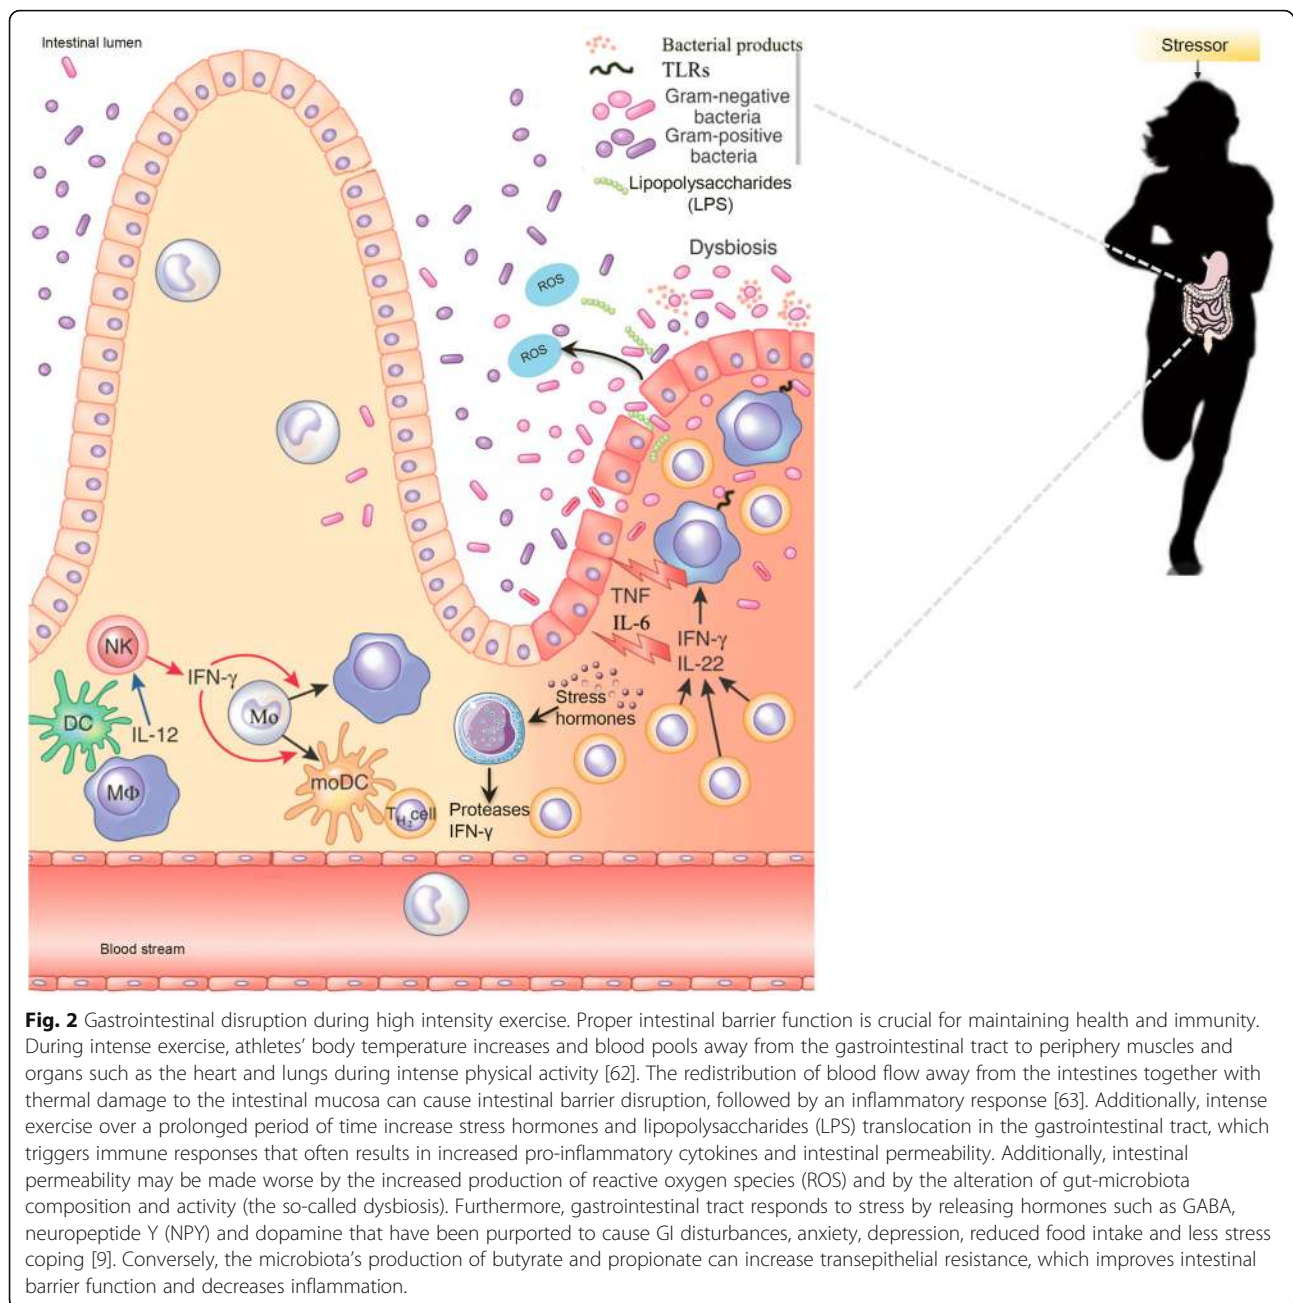 Intestinal lumen
Bacterial products
TLRs
Gram-negative
bacteria
Gram-positive
bacteria
Lipopolysaccharides
(LPS)
Dysbiosis
Stressor
ROS
ROS
TNF
IL-6
IFN-γ
IL-22
NK
IFN-γ
DC
IL-12
Mo
MΦ
moDC
TH2cell
Stress
hormones
Proteases
IFN-γ
Blood stream
Fig. 2 Gastrointestinal disruption during high intensity exercise. Proper intestinal barrier function is crucial for maintaining health and immunity.
During intense exercise, athletes' body temperature increases and blood pools away from the gastrointestinal tract to periphery muscles and
organs such as the heart and lungs during intense physical activity [62]. The redistribution of blood flow away from the intestines together with
thermal damage to the intestinal mucosa can cause intestinal barrier disruption, followed by an inflammatory response [63]. Additionally, intense
exercise over a prolonged period of time increase stress hormones and lipopolysaccharides (LPS) translocation in the gastrointestinal tract, which
triggers immune responses that often results in increased pro-inflammatory cytokines and intestinal permeability. Additionally, intestinal
permeability may be made worse by the increased production of reactive oxygen species (ROS) and by the alteration of gut-microbiota
composition and activity (the so-called dysbiosis). Furthermore, gastrointestinal tract responds to stress by releasing hormones such as GABA,
neuropeptide Y (NPY) and dopamine that have been purported to cause GI disturbances, anxiety, depression, reduced food intake and less stress
coping [9]. Conversely, the microbiota's production of butyrate and propionate can increase transepithelial resistance, which improves intestinal
barrier function and decreases inflammation.